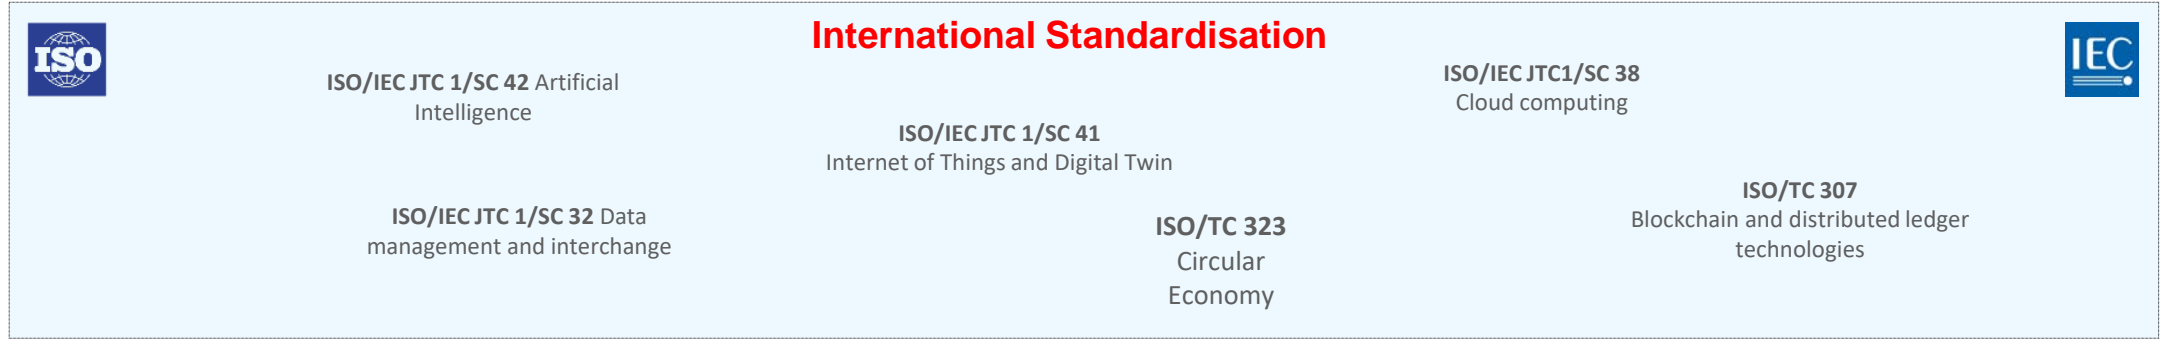 International Standardisation
ISO
IEC
ISO/IEC JTC 1/SC 42 Artificial
Intelligence
ISO/IEC JTC1/SC 38
Cloud computing
ISO/IEC JTC 1/SC 41
Internet of Things and Digital Twin
ISO/TC 307
Blockchain and distributed ledger
technologies
ISO/IEC JTC 1/SC 32 Data
management and interchange
ISO/TC 323
Circular
Economy